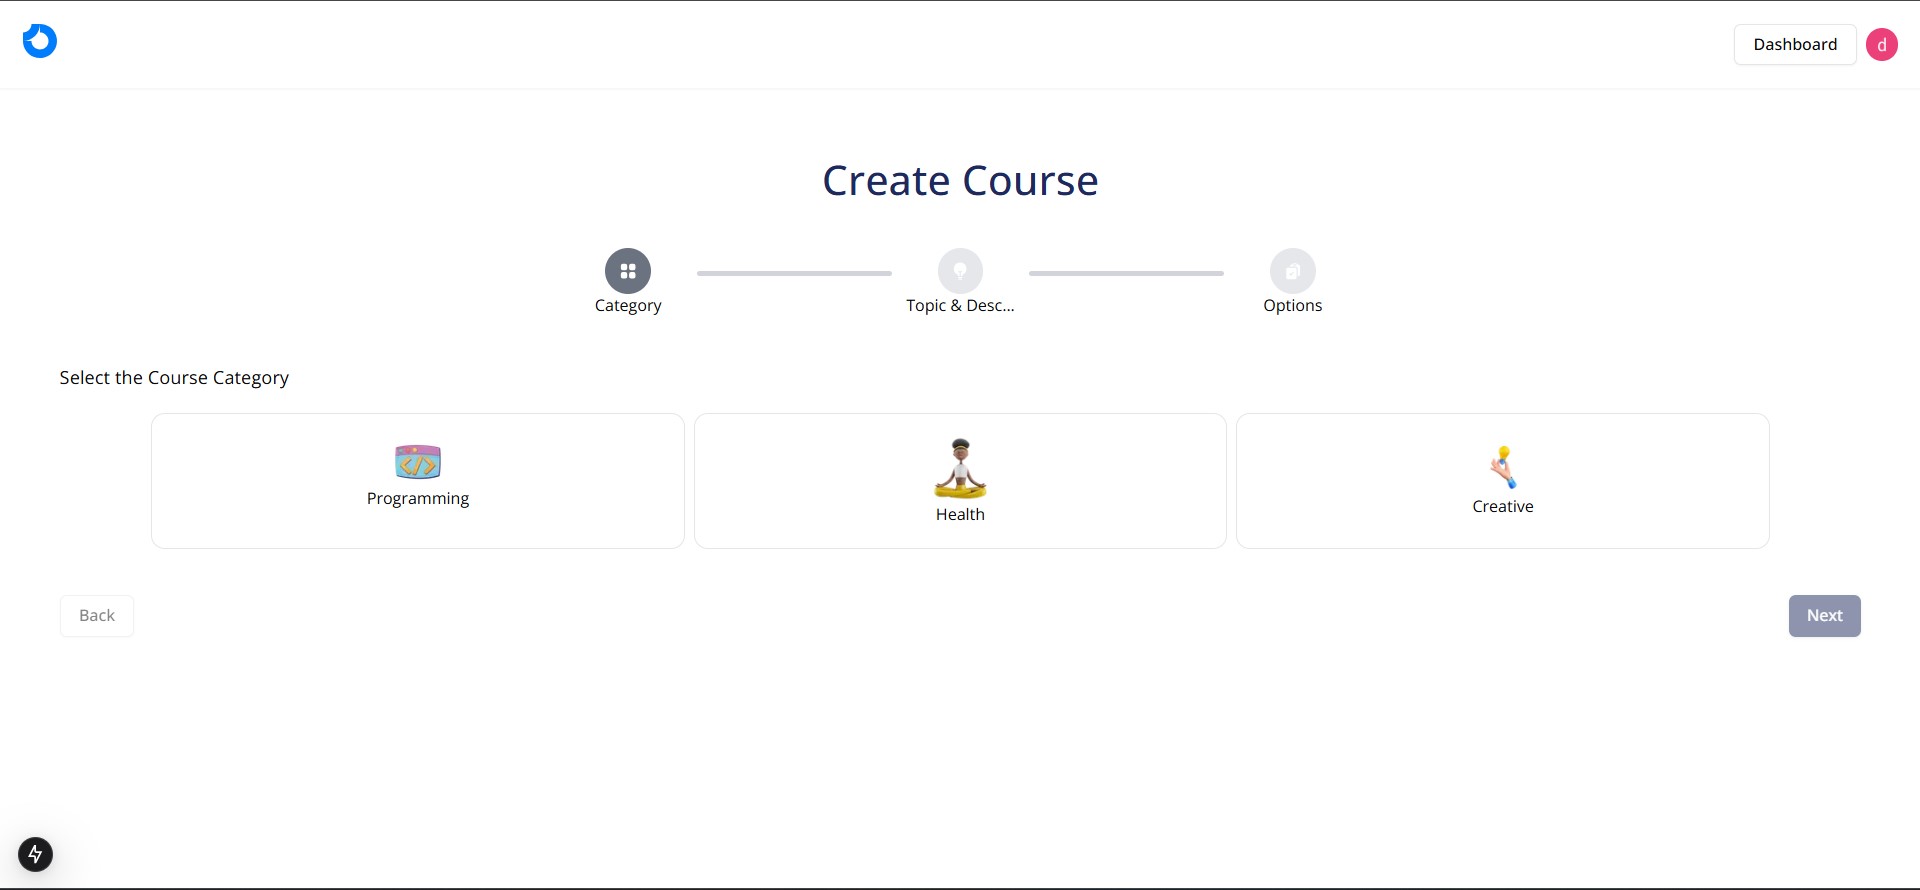 Dashboard
d
Create Course
Category
Topic & Desc...
Options
Select the Course Category
</>
Programming
Health
Creative
Back
Next